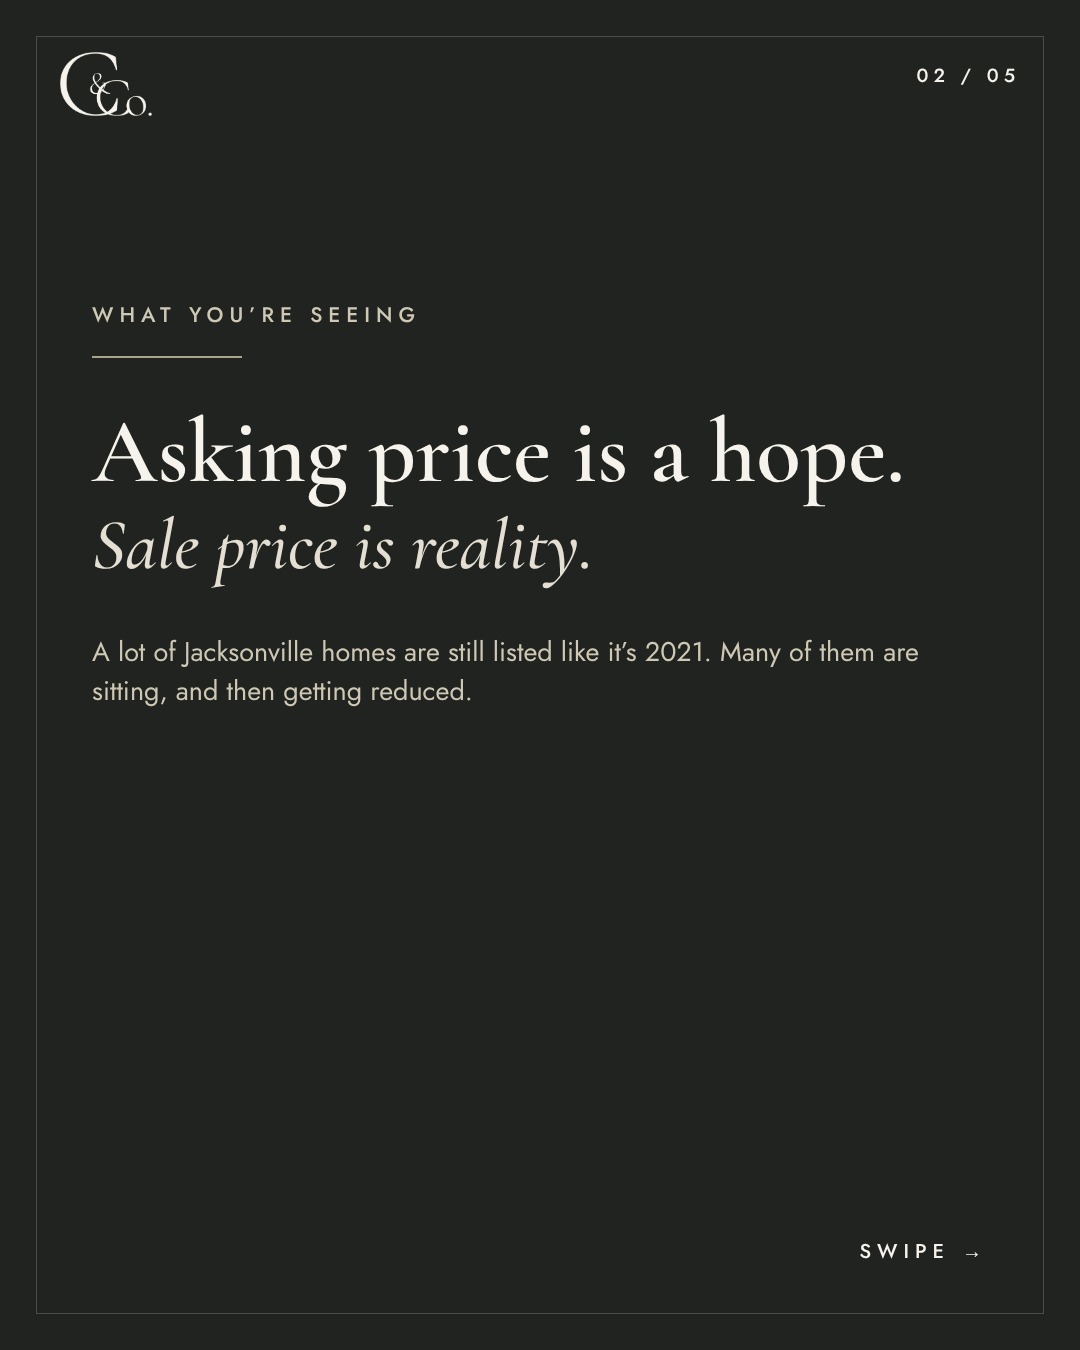 C&Co.
02 / 05
WHAT YOU’RE SEEING
Asking price is a hope.
Sale price is reality.
A lot of Jacksonville homes are still listed like it’s 2021. Many of them are
sitting, and then getting reduced.
SWIPE →